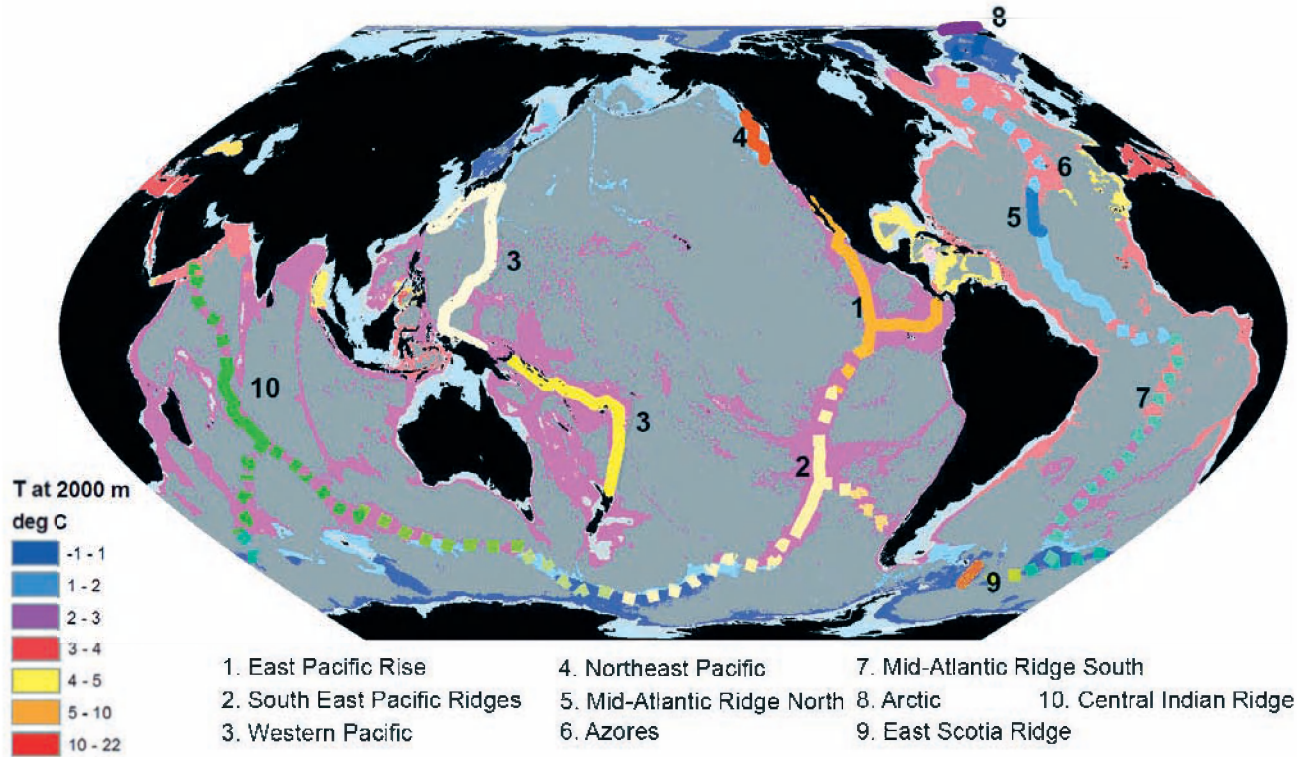 8
4
6
5
3
1
10
7
3
2
9
T at 2000 m
deg C
-1 - 1
1 - 2
2 - 3
3 - 4
4 - 5
5 - 10
10 - 22
1. East Pacific Rise
2. South East Pacific Ridges
3. Western Pacific
4. Northeast Pacific
5. Mid-Atlantic Ridge North
6. Azores
7. Mid-Atlantic Ridge South
8. Arctic
9. East Scotia Ridge
10. Central Indian Ridge